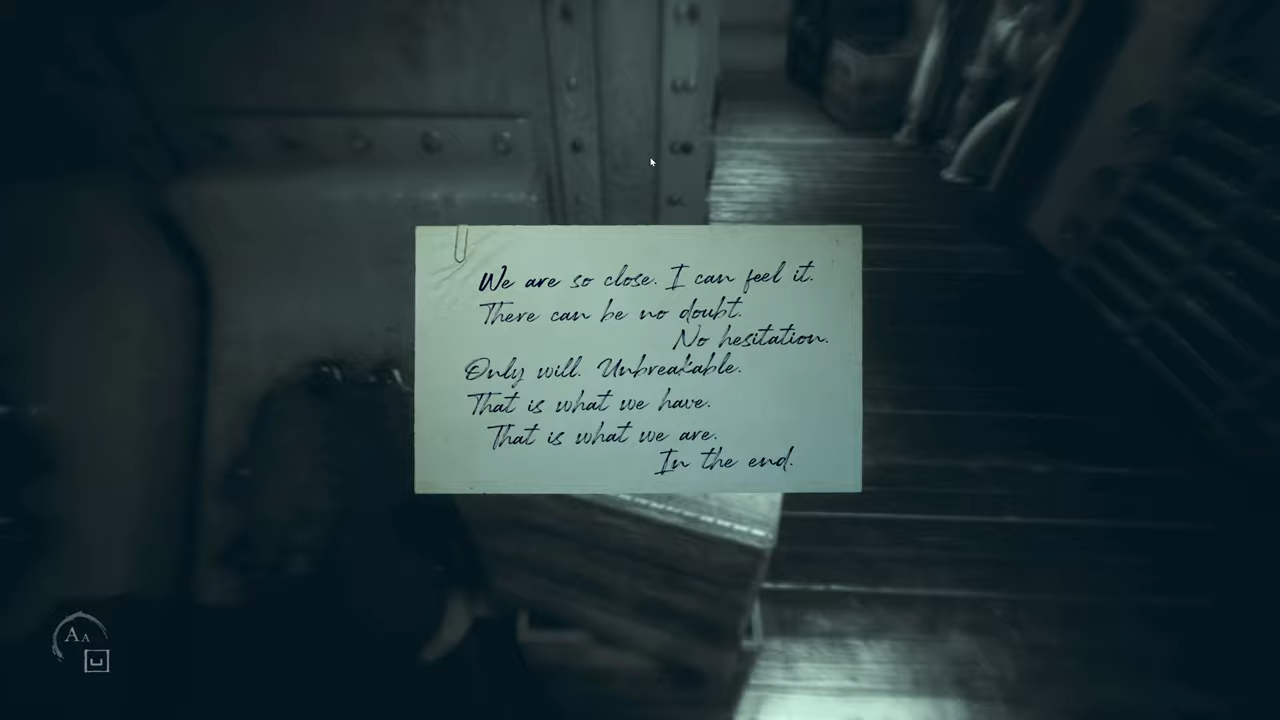 We are so close. I can feel it.
There can be no doubt.
No hesitation.
Only will. Unbreakable.
That is what we have.
That is what we are.
In the end.
AA